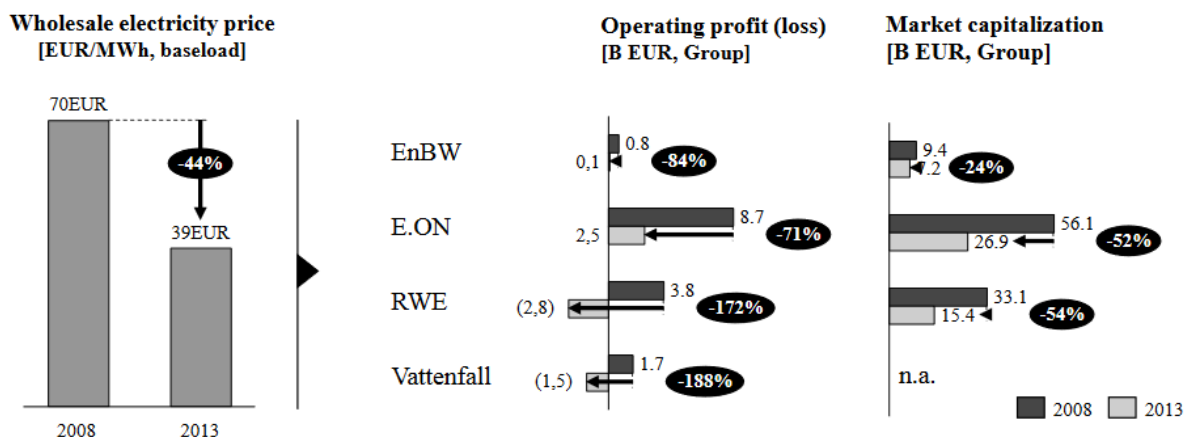 Wholesale electricity price
[EUR/MWh, baseload]
70EUR
-44%
39EUR
2008
2013
Operating profit (loss)
[B EUR, Group]
Market capitalization
[B EUR, Group]
EnBW
0.8
0,1
-84%
9.4
7.2
-24%
E.ON
8.7
2,5
-71%
56.1
26.9
-52%
RWE
3.8
(2,8)
-172%
33.1
15.4
-54%
Vattenfall
1.7
(1,5)
-188%
n.a.
2008
2013